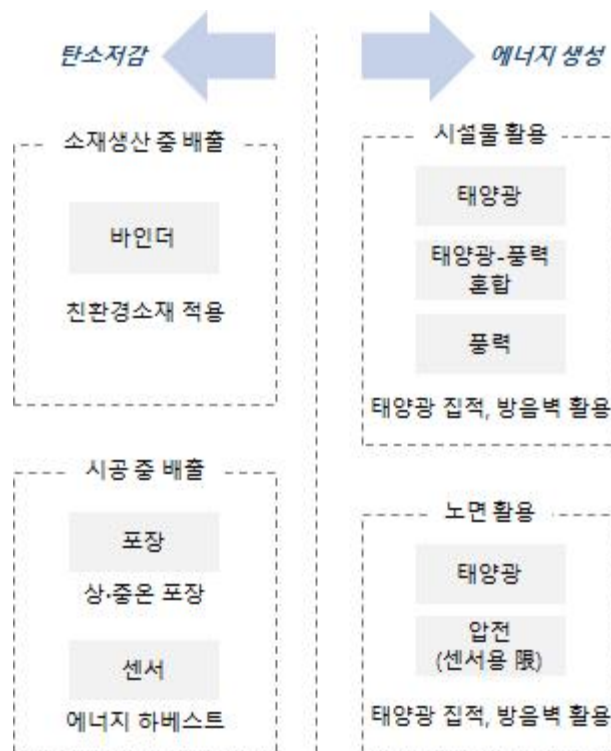 탄소저감
소재생산 중 배출
바인더
친환경소재 적용
시공 중 배출
포장
상·중온 포장
센서
에너지 하베스트
에너지 생성
시설물 활용
태양광
태양광-풍력
혼합
풍력
태양광 집적, 방음벽 활용
노면 활용
태양광
압전
(센서용 限)
태양광 집적, 방음벽 활용